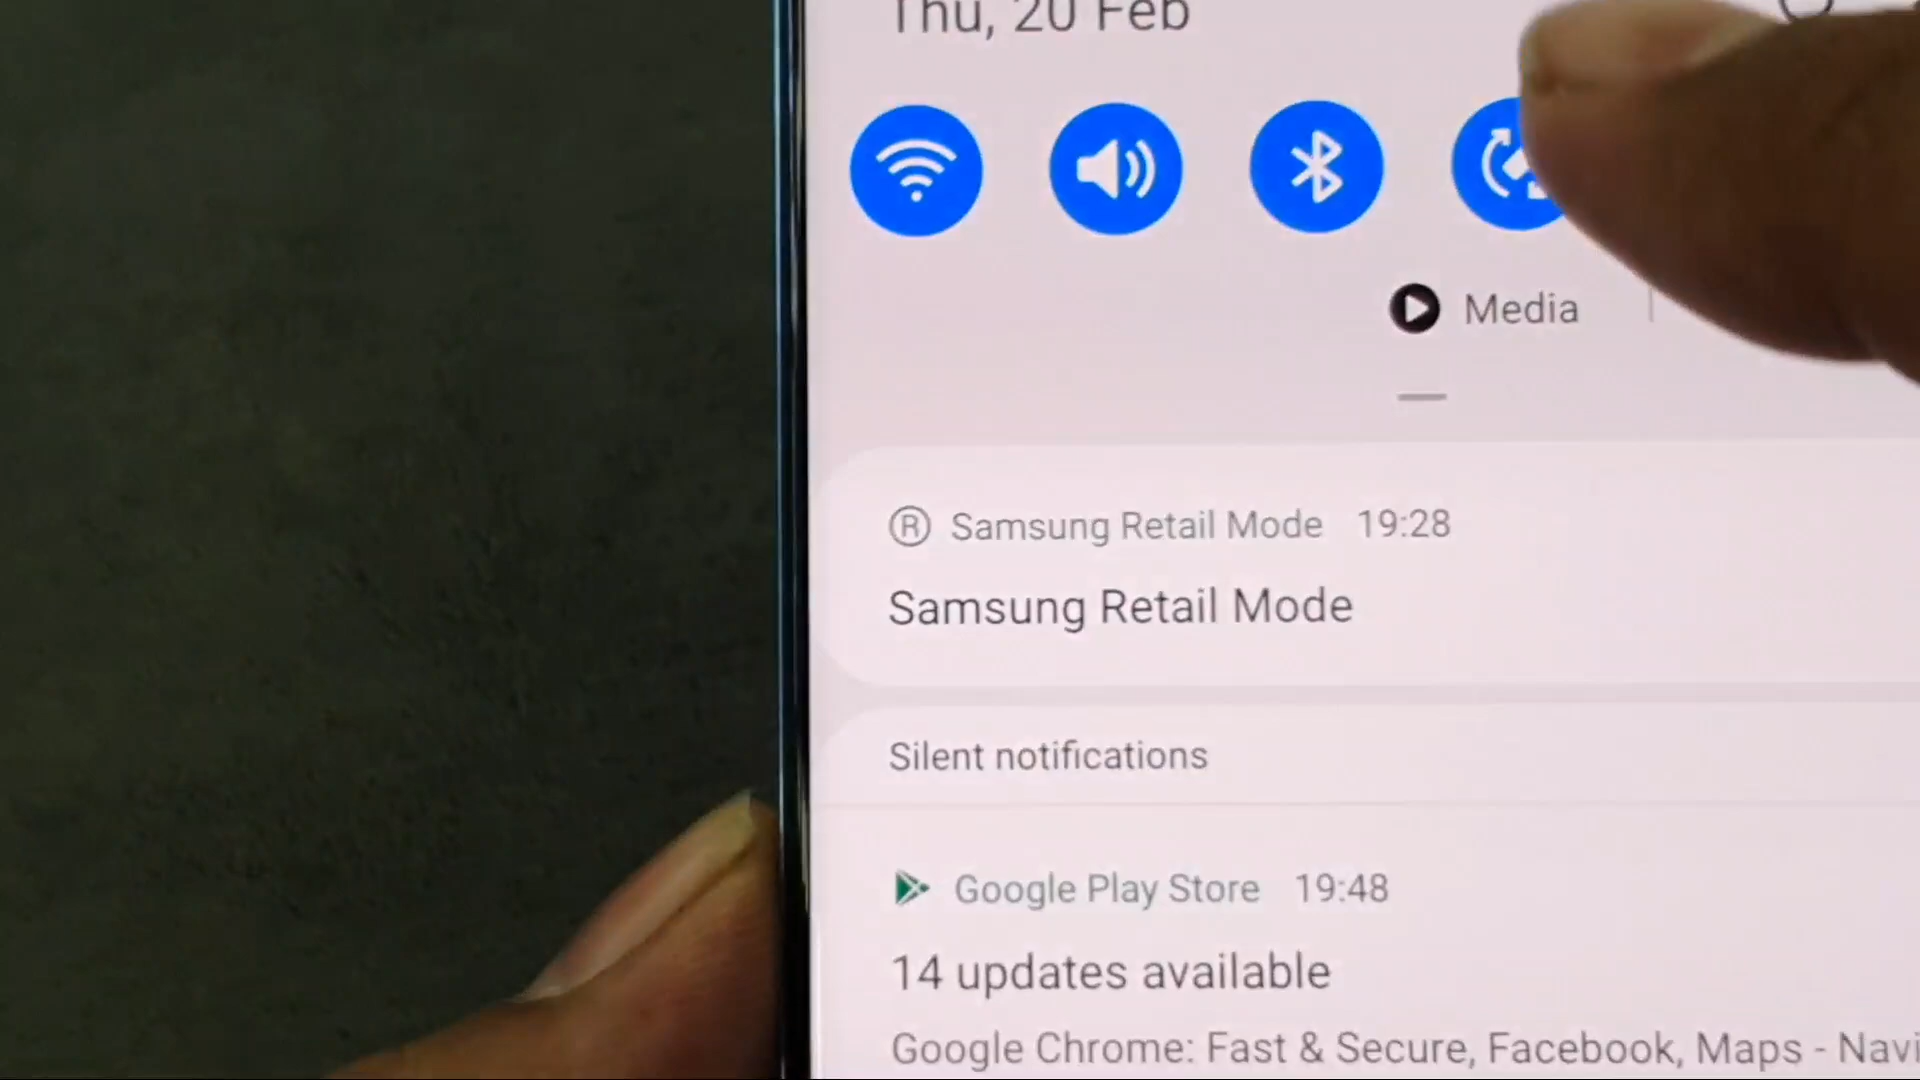 Thu, 20 Feb
Media
Samsung Retail Mode 19:28
Samsung Retail Mode
Silent notifications
Google Play Store 19:48
14 updates available
Google Chrome: Fast & Secure, Facebook, Maps - Navi